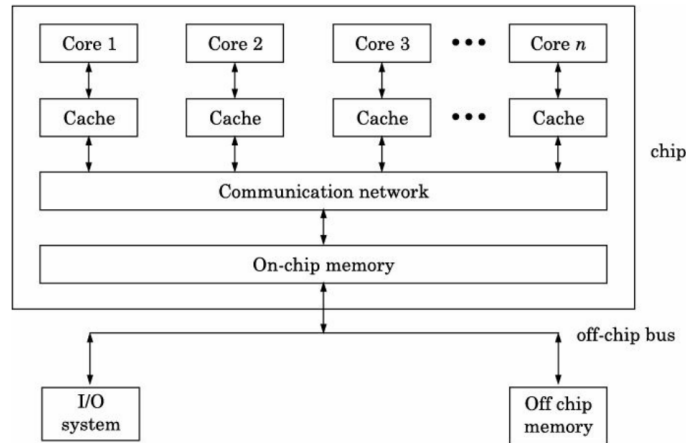 Core 1
Core 2
Core 3
Core n
Cache
Cache
Cache
Cache
chip
Communication network
On-chip memory
off-chip bus
I/O
system
Off chip
memory